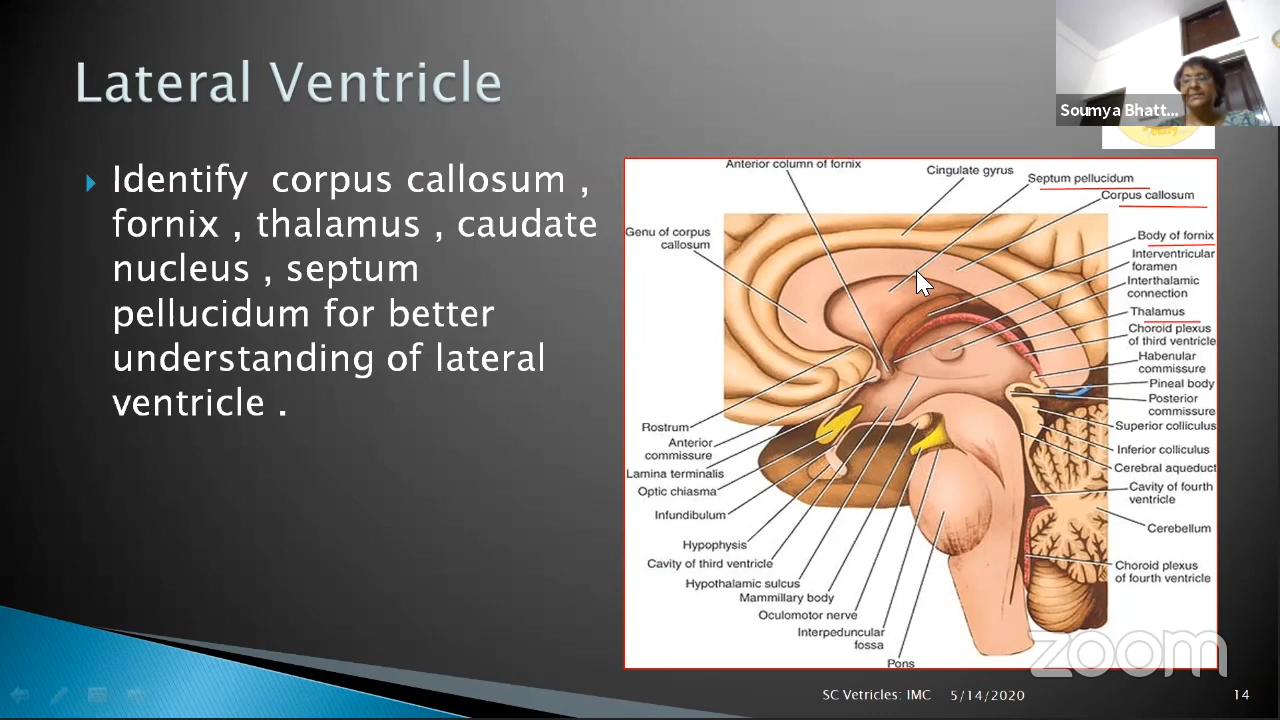 Lateral Ventricle
Soumya Bhatt...
Identify corpus callosum ,
fornix , thalamus , caudate
nucleus , septum
pellucidum for better
understanding of lateral
ventricle .
Anterior column of fornix
Cingulate gyrus
Septum pellucidum
Corpus callosum
Genu of corpus
callosum
Body of fornix
Interventricular
foramen
Interthalamic
connection
Thalamus
Choroid plexus
of third ventricle
Habenular
commissure
Pineal body
Posterior
commissure
Superior colliculus
Inferior colliculus
Cerebral aqueduct
Cavity of fourth
ventricle
Cerebellum
Choroid plexus
of fourth ventricle
Rostrum
Anterior
commissure
Lamina terminalis
Optic chiasma
Infundibulum
Hypophysis
Cavity of third ventricle
Hypothalamic sulcus
Mammillary body
Oculomotor nerve
Interpeduncular
fossa
Pons
zoom
SC Vetricles: IMC 5/14/2020 14